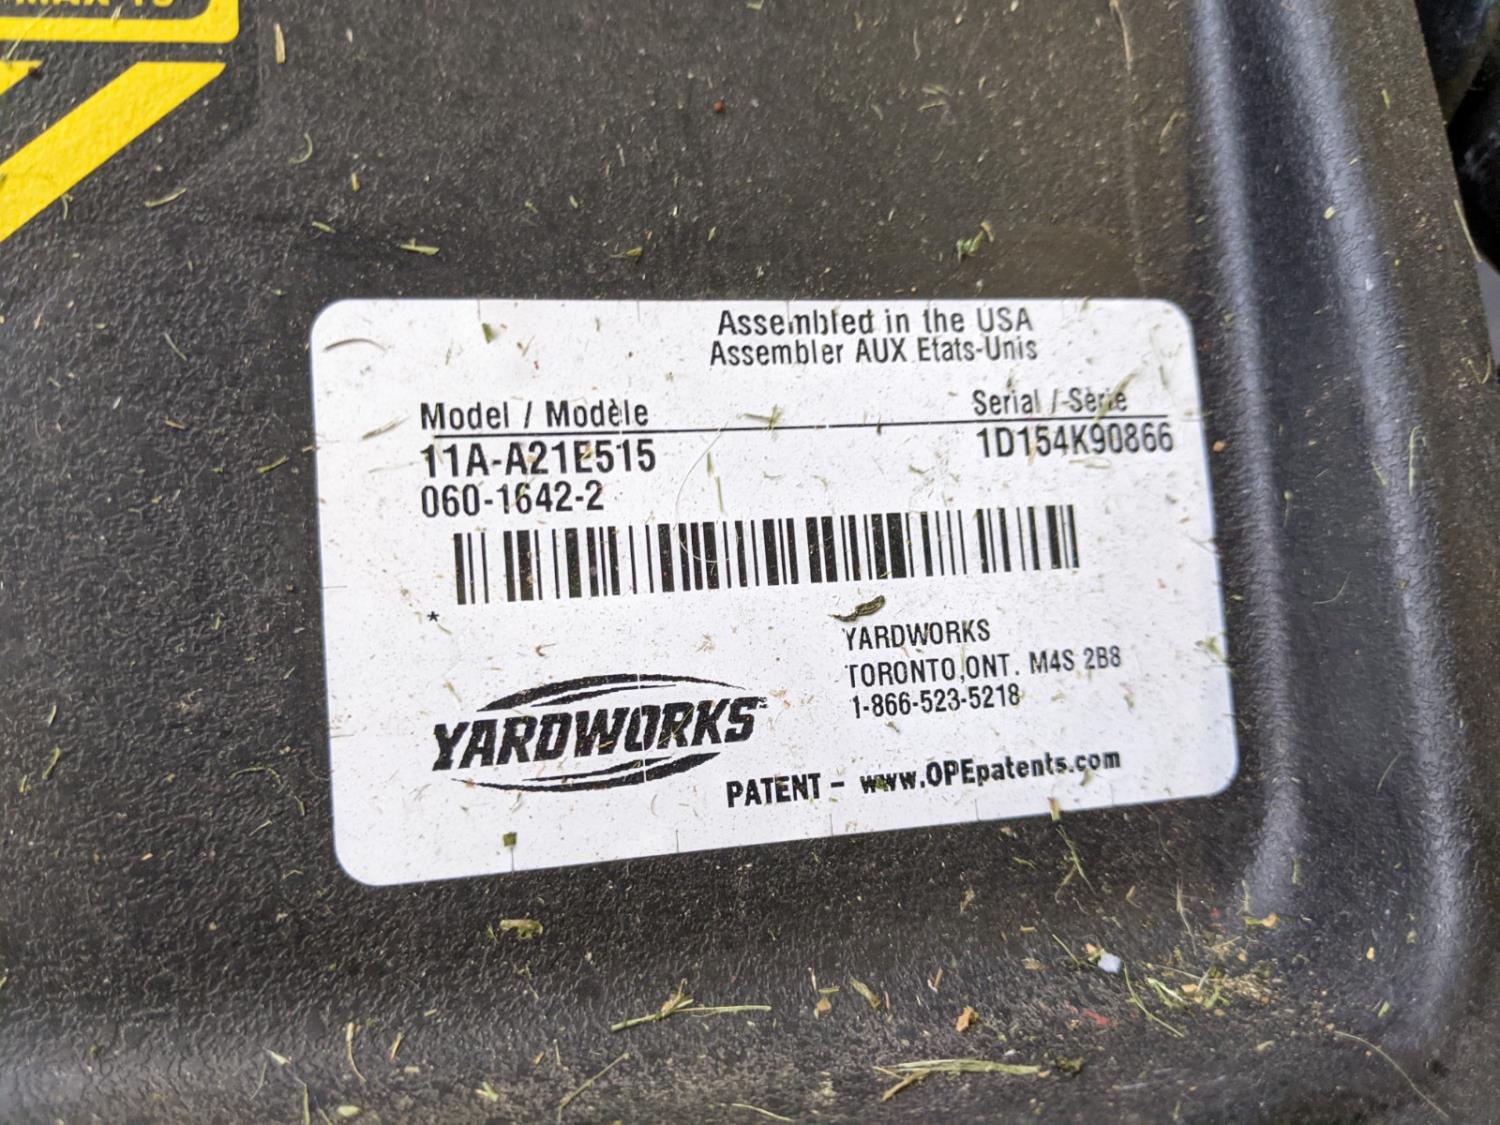 Assembled in the USA
Assembler AUX Etats-Unis
Model / Modèle
Serial / Sèrie
11A-A21E515
1D154K90866
060-1642-2
*
YARDWORKS
TORONTO,ONT. M4S 2B8
1-866-523-5218
YARDWORKS
PATENT - www.OPEpatents.com